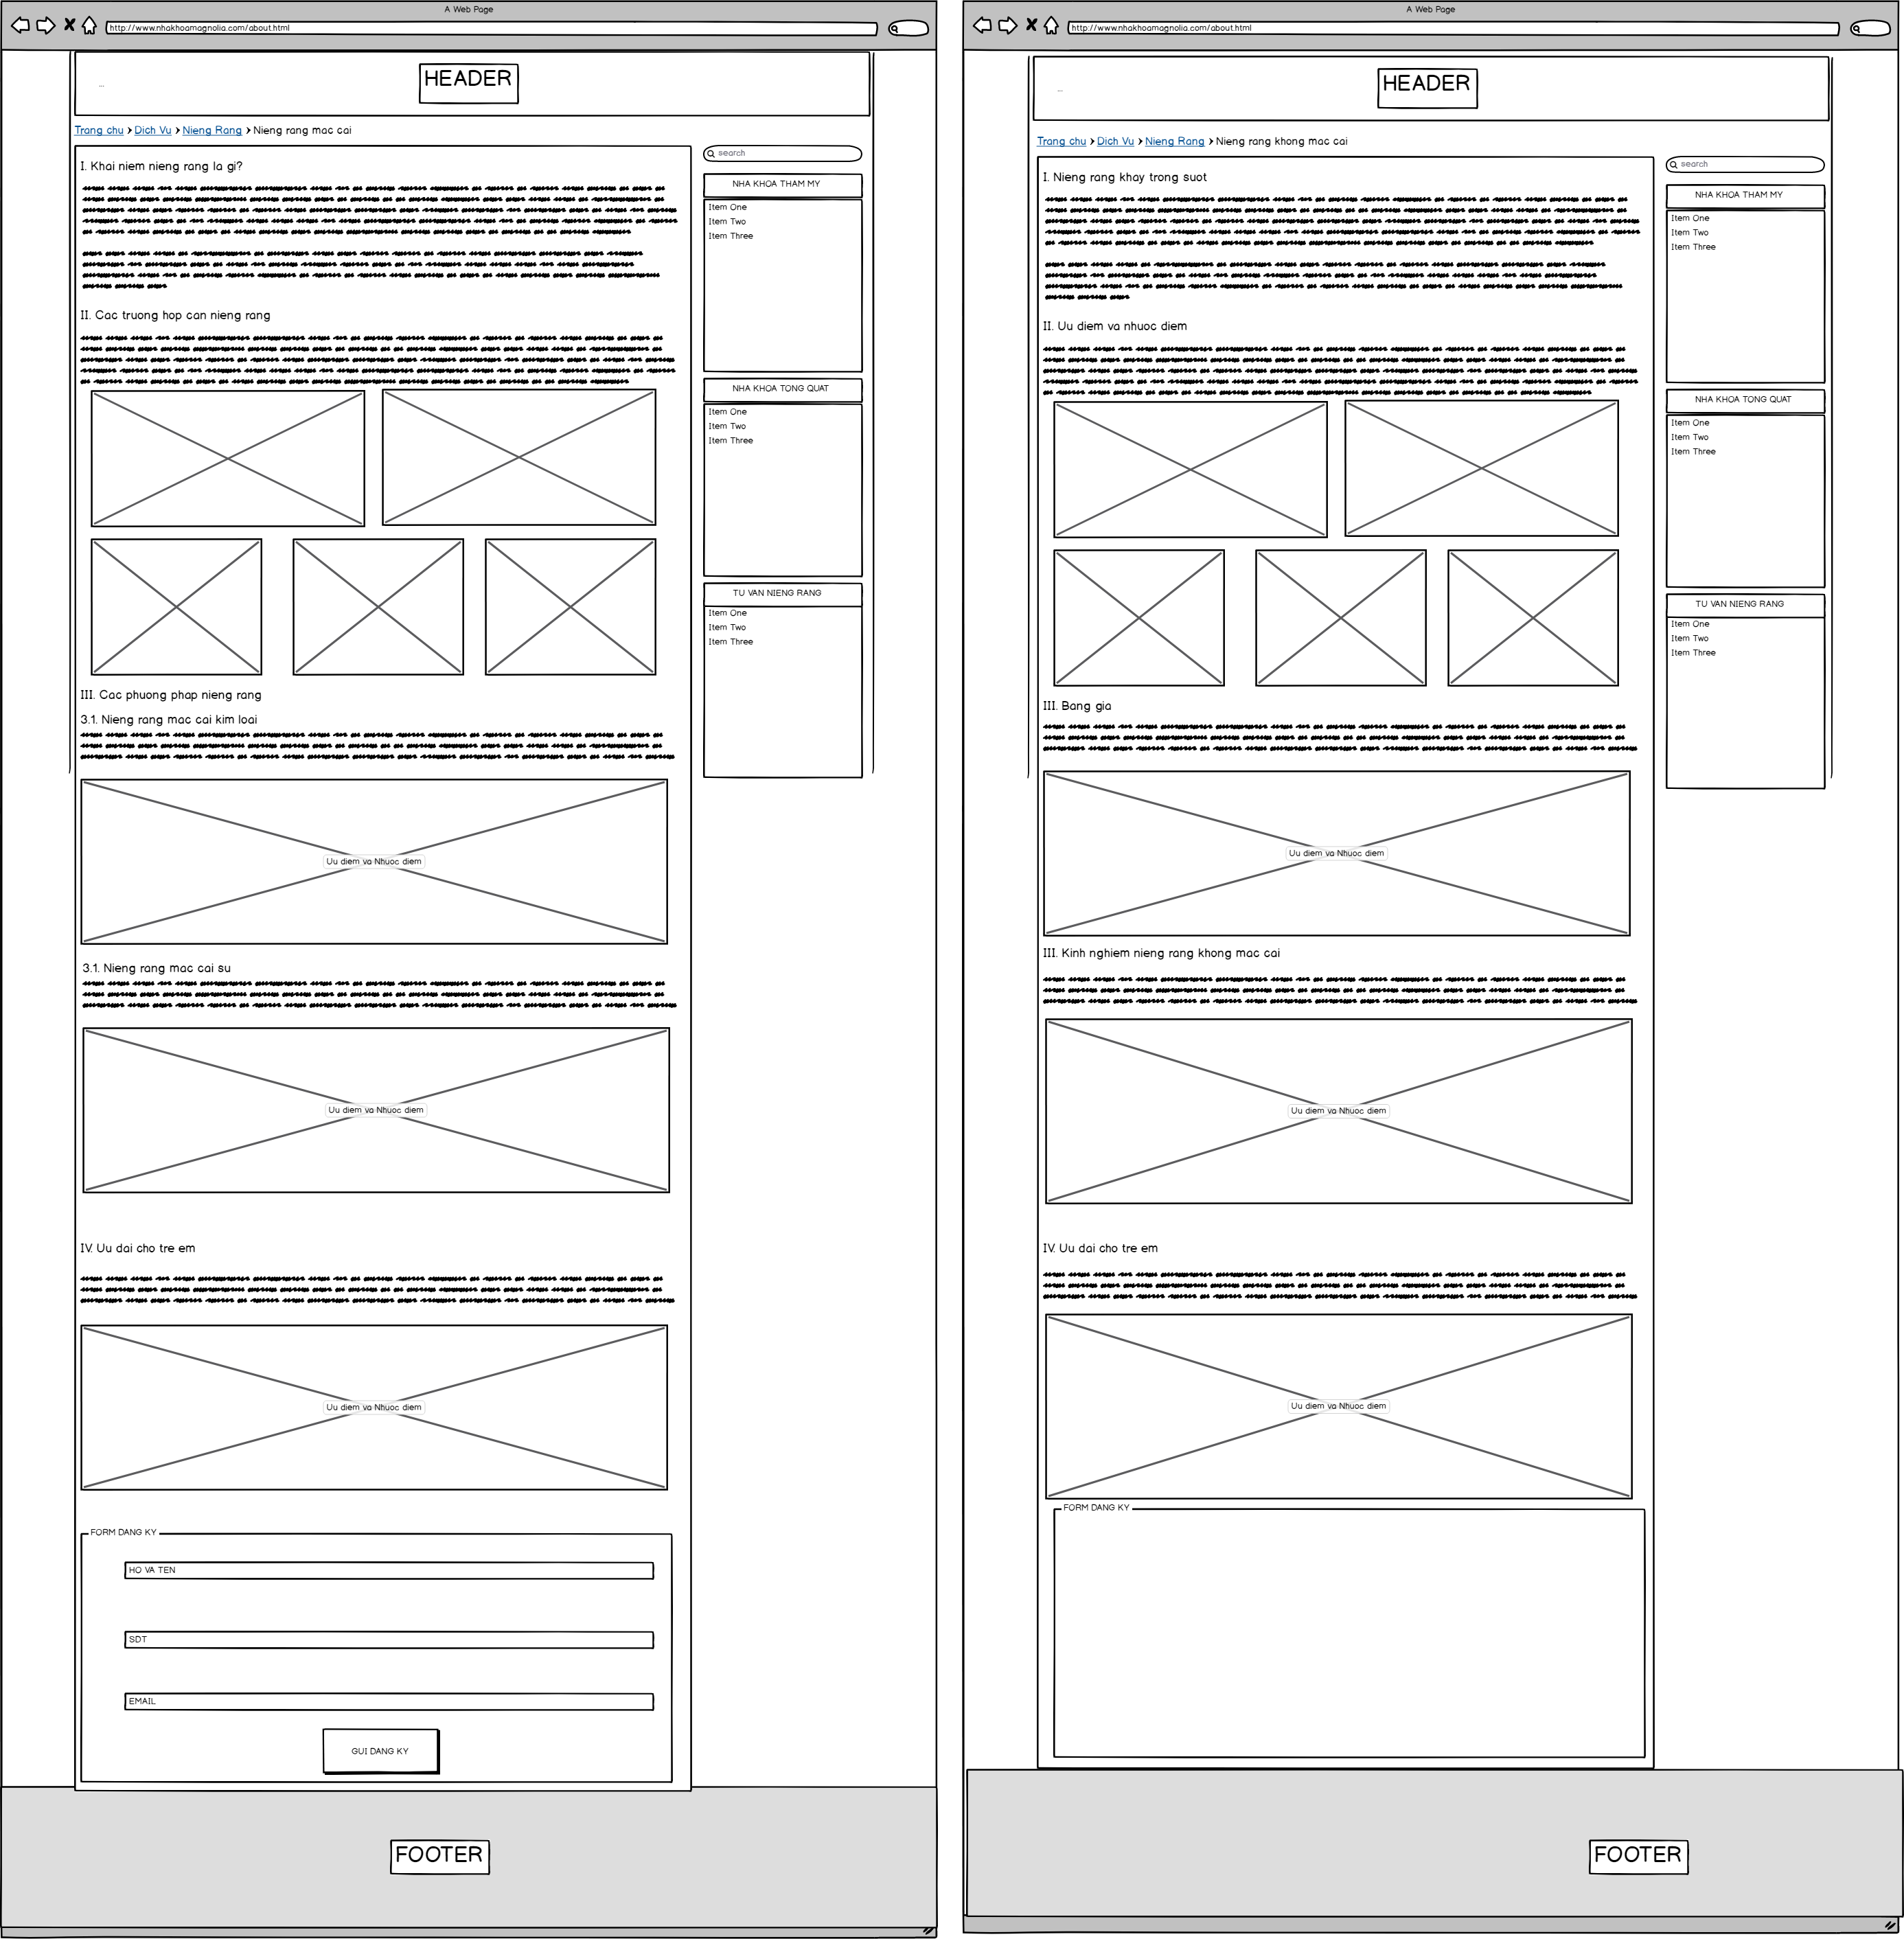 A Web Page
http://www.nhakhoamagnolia.com/about.html
...
HEADER
Trang chu > Dich Vu > Nieng Rang > Nieng rang mac cai
I. Khai niem nieng rang la gi?
II. Cac truong hop can nieng rang
III. Cac phuong phap nieng rang
3.1. Nieng rang mac cai kim loai
Uu diem va Nhuoc diem
3.1. Nieng rang mac cai su
Uu diem va Nhuoc diem
IV. Uu dai cho tre em
Uu diem va Nhuoc diem
FORM DANG KY
HO VA TEN
SDT
EMAIL
GUI DANG KY
search
NHA KHOA THAM MY
Item One
Item Two
Item Three
NHA KHOA TONG QUAT
Item One
Item Two
Item Three
TU VAN NIENG RANG
Item One
Item Two
Item Three
FOOTER
A Web Page
http://www.nhakhoamagnolia.com/about.html
...
HEADER
Trang chu > Dich Vu > Nieng Rang > Nieng rang khong mac cai
I. Nieng rang khay trong suot
II. Uu diem va nhuoc diem
III. Bang gia
Uu diem va Nhuoc diem
III. Kinh nghiem nieng rang khong mac cai
Uu diem va Nhuoc diem
IV. Uu dai cho tre em
Uu diem va Nhuoc diem
FORM DANG KY
search
NHA KHOA THAM MY
Item One
Item Two
Item Three
NHA KHOA TONG QUAT
Item One
Item Two
Item Three
TU VAN NIENG RANG
Item One
Item Two
Item Three
FOOTER